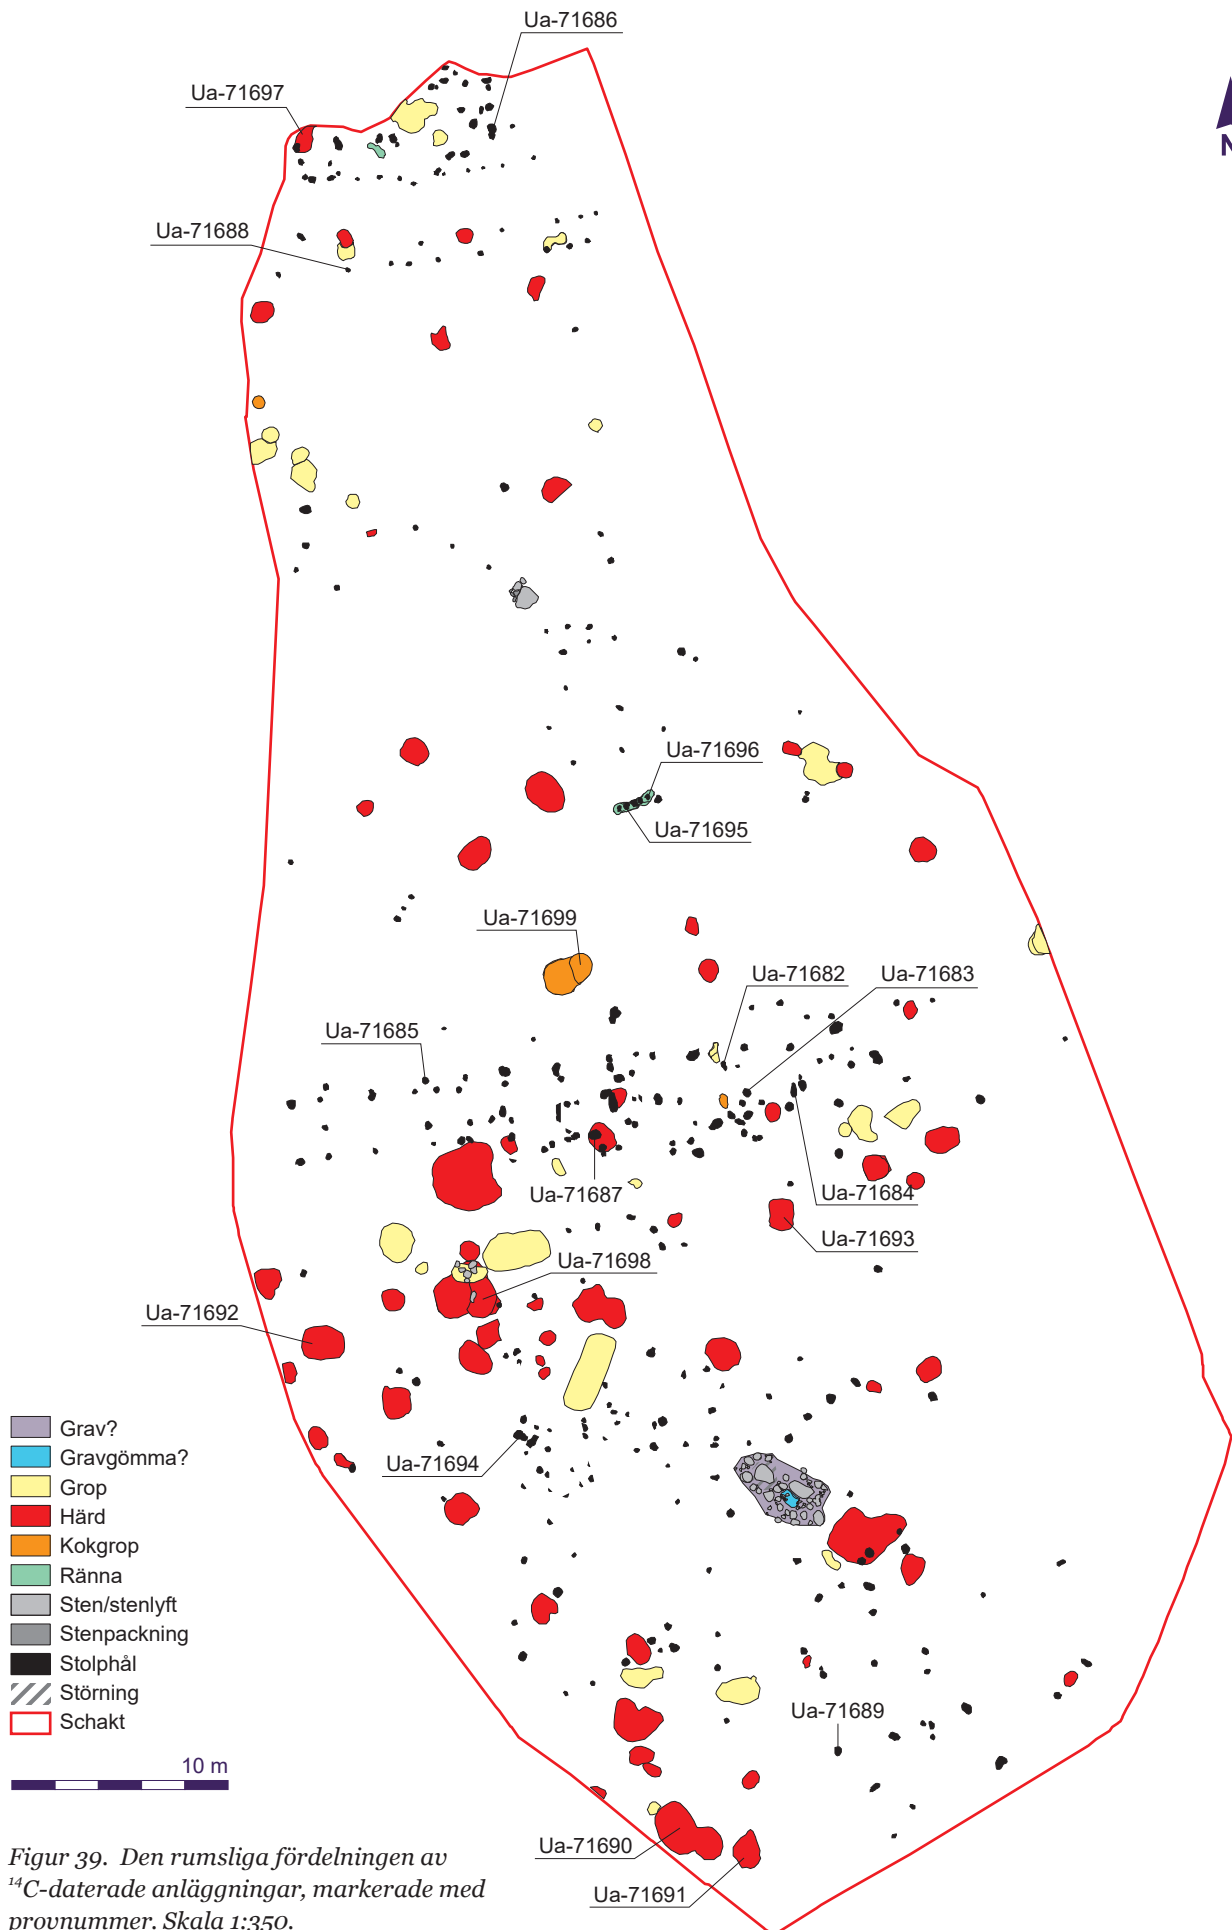 Ua-71686
Ua-71697
N
Ua-71688
Ua-71696
Ua-71695
Ua-71699
Ua-71682
Ua-71683
Ua-71685
Ua-71687
Ua-71684
Ua-71693
Ua-71698
Ua-71692
Ua-71694
Grav?
Gravgömma?
Grop
Härd
Kokgrop
Ränna
Sten/stenlyft
Stenpackning
Stolphål
Störning
Schakt
Ua-71689
10 m
Ua-71690
Ua-71691
Figur 39. Den rumsliga fördelningen av
¹⁴C-daterade anläggningar, markerade med
provnummer. Skala 1:350.